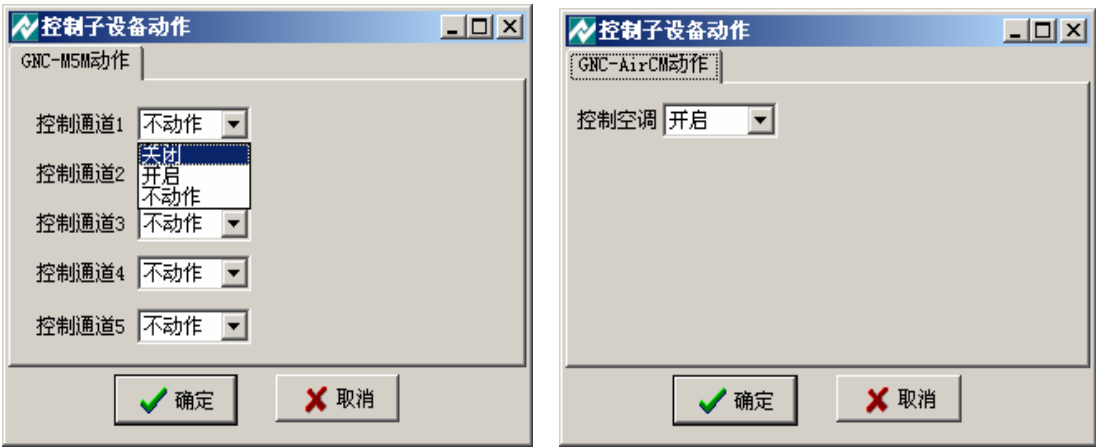 控制子设备动作
GNC-M5M动作
控制通道1 不动作
关闭
控制通道2 开启
不动作
控制通道3 不动作
控制通道4 不动作
控制通道5 不动作
确定 取消
控制子设备动作
GNC-AirCM动作
控制空调 开启
确定 取消